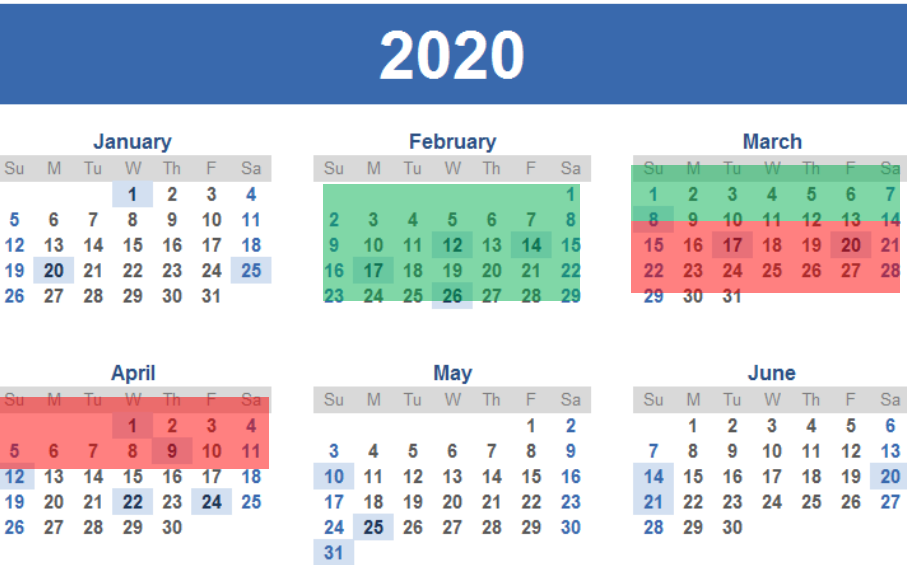 2020
January February March
Su M Tu W Th F Sa Su M Tu W Th F Sa Su M Tu W Th F Sa
1 2 3 4 1 1 2 3 4 5 6 7
5 6 7 8 9 10 11 2 3 4 5 6 7 8 8 9 10 11 12 13 14
12 13 14 15 16 17 18 9 10 11 12 13 14 15 15 16 17 18 19 20 21
19 20 21 22 23 24 25 16 17 18 19 20 21 22 22 23 24 25 26 27 28
26 27 28 29 30 31 23 24 25 26 27 28 29 29 30 31
April May June
Su M Tu W Th F Sa Su M Tu W Th F Sa Su M Tu W Th F Sa
1 2 3 4 1 2 1 2 3 4 5 6
5 6 7 8 9 10 11 3 4 5 6 7 8 9 7 8 9 10 11 12 13
12 13 14 15 16 17 18 10 11 12 13 14 15 16 14 15 16 17 18 19 20
19 20 21 22 23 24 25 17 18 19 20 21 22 23 21 22 23 24 25 26 27
26 27 28 29 30 24 25 26 27 28 29 30 28 29 30
31